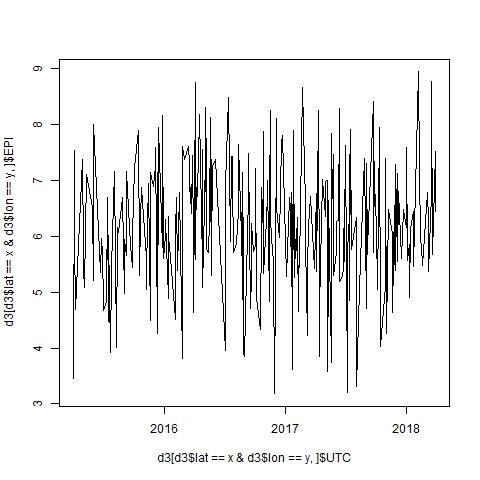 9
8
7
6
5
4
3
d3[d3$lat == x & d3$lon == y, ]$EPI
2016 2017 2018
d3[d3$lat == x & d3$lon == y, ]$UTC